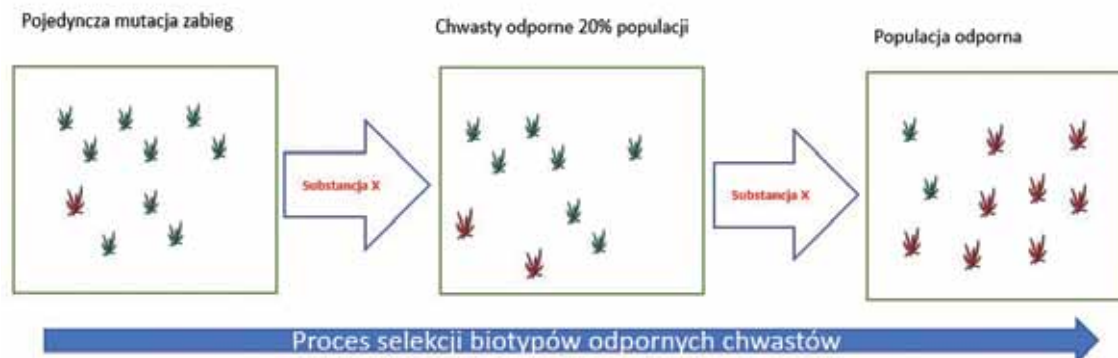 Pojedyncza mutacja zabieg
Chwasty odporne 20% populacji
Populacja odporna
Substancja X
Substancja X
Proces selekcji biotypów odpornych chwastów